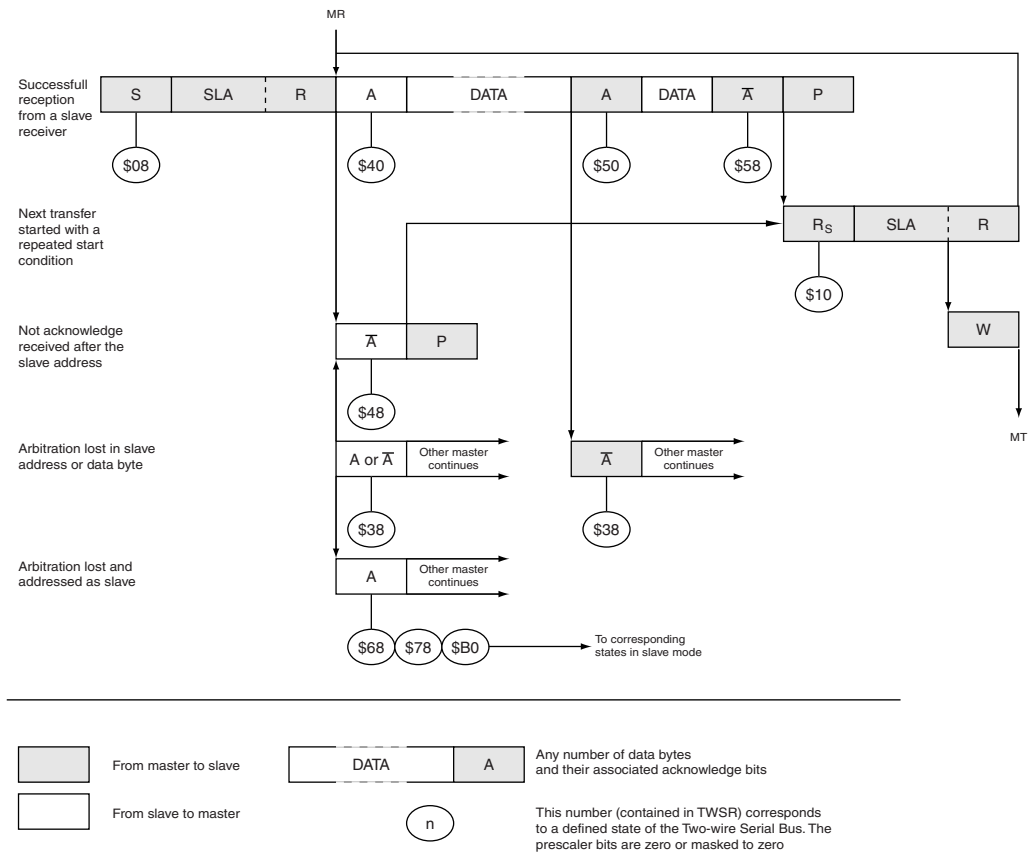 MR
Successfull
reception
from a slave
receiver
S SLA R A DATA A DATA A̅ P
$08 $40 $50 $58
Next transfer
started with a
repeated start
condition
RS SLA R
$10
Not acknowledge
received after the
slave address
A̅ P
W
$48
MT
Arbitration lost in slave
address or data byte
A or A̅
Other master
continues
A̅
Other master
continues
$38 $38
Arbitration lost and
addressed as slave
A
Other master
continues
$68 $78 $B0
To corresponding
states in slave mode
From master to slave
DATA A
Any number of data bytes
and their associated acknowledge bits
From slave to master
n
This number (contained in TWSR) corresponds
to a defined state of the Two-wire Serial Bus. The
prescaler bits are zero or masked to zero